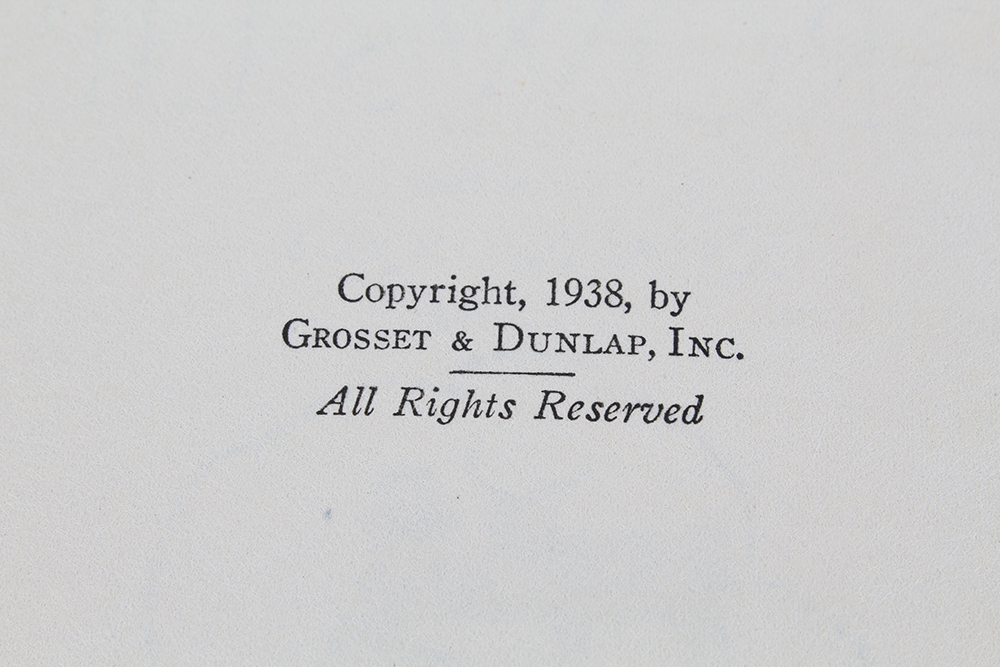 Copyright, 1938, by
GROSSET & DUNLAP, INC.
All Rights Reserved